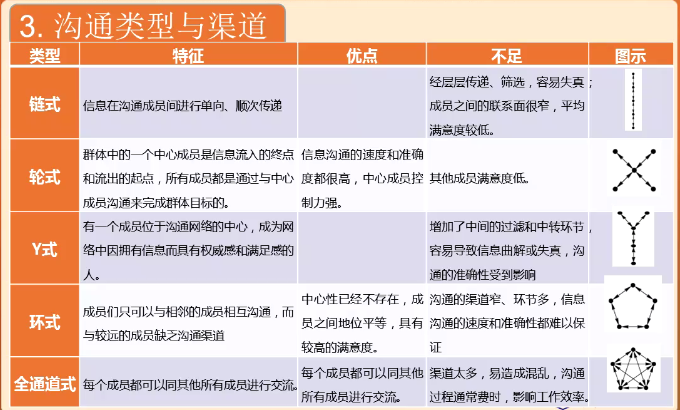 3. 沟通类型与渠道
类型 特征 优点 不足 图示
链式
信息在沟通成员间进行单向、顺次传递
经层层传递、筛选，容易失真；
成员之间的联系面很窄，平均
满意度较低。
轮式
群体中的一个中心成员是信息流入的终点
和流出的起点，所有成员都是通过与中心
成员沟通来完成群体目标的。
信息沟通的速度和准确
度都很高，中心成员控
制力强。
其他成员满意度低。
Y式
有一个成员位于沟通网络的中心，成为网
络中因拥有信息而具有权威感和满足感的
人。
增加了中间的过滤和中转环节，
容易导致信息曲解或失真，沟
通的准确性受到影响
环式
成员们只可以与相邻的成员相互沟通，而
与较远的成员缺乏沟通渠道
中心性已经不存在，成
员之间地位平等，具有
较高的满意度。
沟通的渠道窄、环节多，信息
沟通的速度和准确性都难以保
证
全通道式
每个成员都可以同其他所有成员进行交流。
每个成员都可以同其他
所有成员进行交流。
渠道太多，易造成混乱，沟通
过程通常费时，影响工作效率。